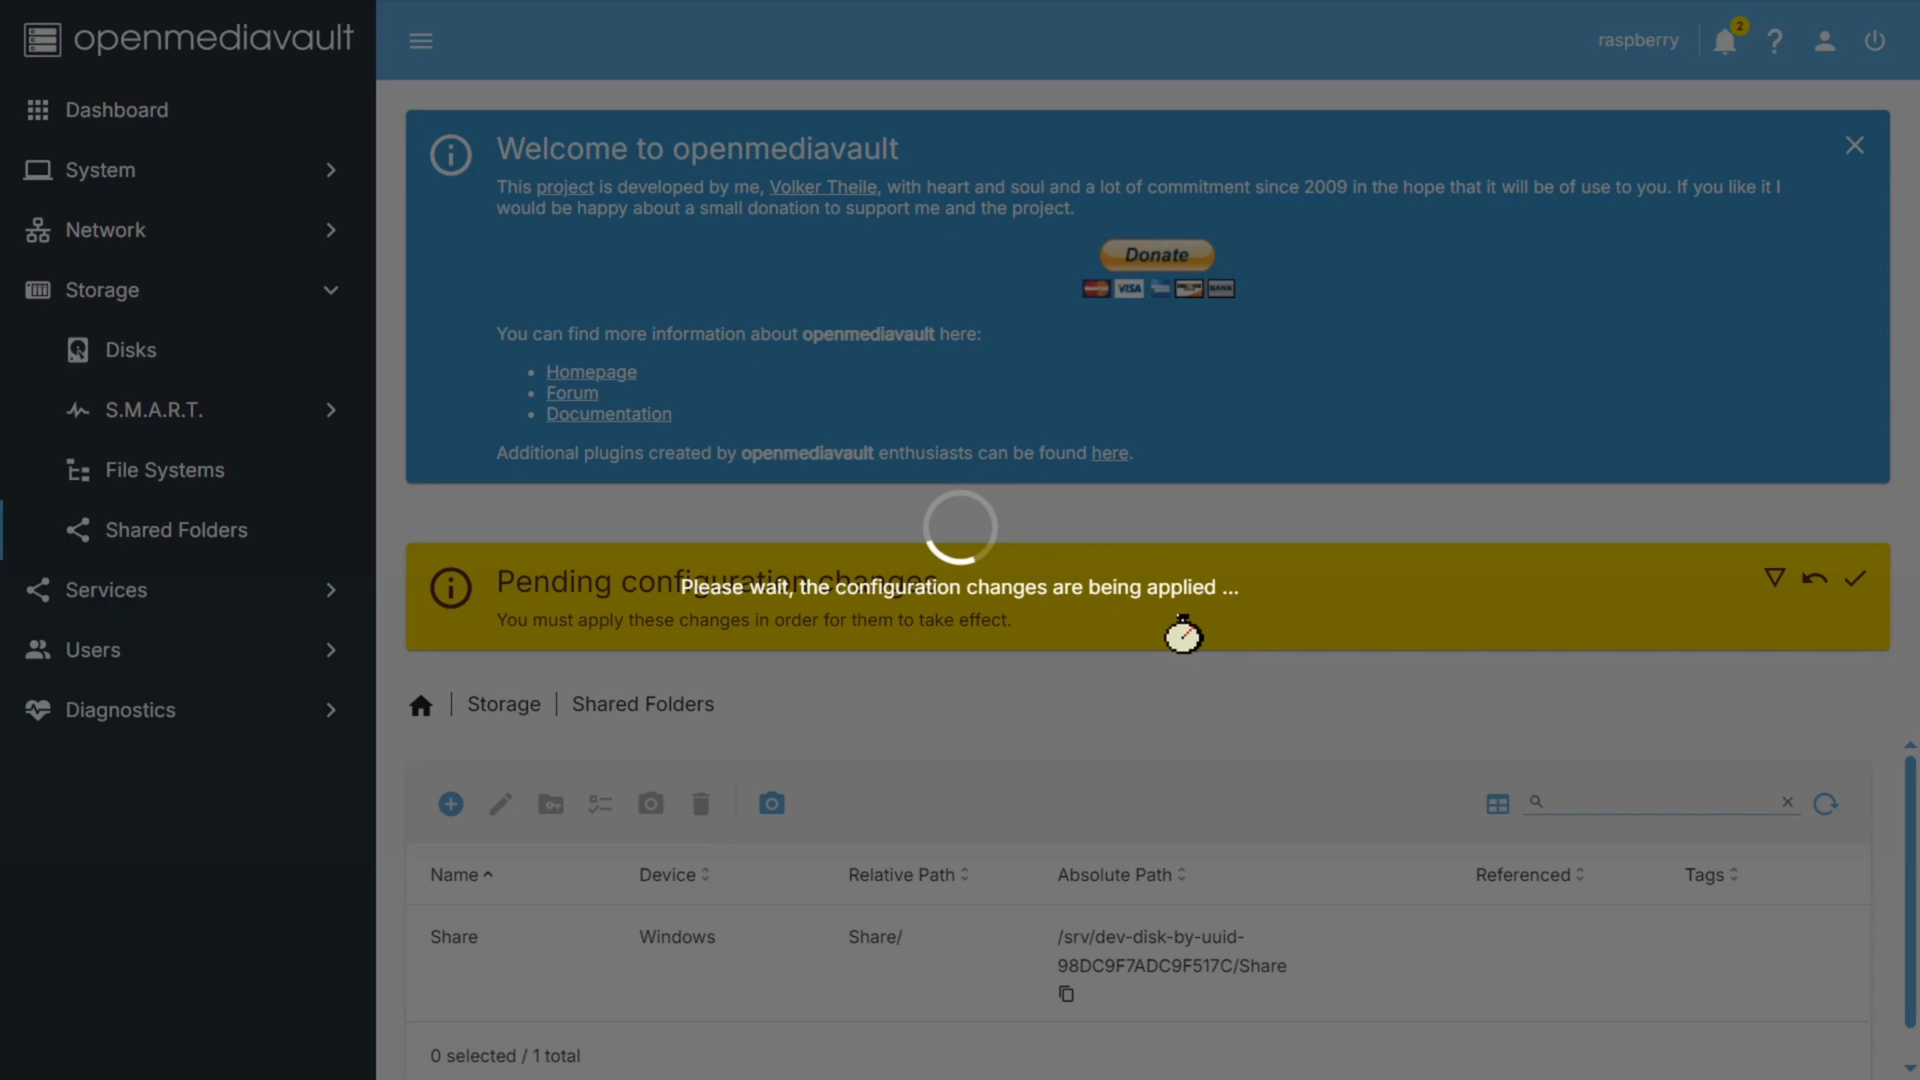 openmediavault
raspberry
2
Dashboard
System
Network
Storage
Disks
S.M.A.R.T.
File Systems
Shared Folders
Services
Users
Diagnostics
Welcome to openmediavault
This project is developed by me, Volker Theile, with heart and soul and a lot of commitment since 2009 in the hope that it will be of use to you. If you like it I
would be happy about a small donation to support me and the project.
Donate
VISA
BANK
You can find more information about openmediavault here:
Homepage
Forum
Documentation
Additional plugins created by openmediavault enthusiasts can be found here.
Pending configuration changes
Please wait, the configuration changes are being applied ...
You must apply these changes in order for them to take effect.
Storage | Shared Folders
Name Device Relative Path Absolute Path Referenced Tags
Share Windows Share/ /srv/dev-disk-by-uuid-
98DC9F7ADC9F517C/Share
0 selected / 1 total